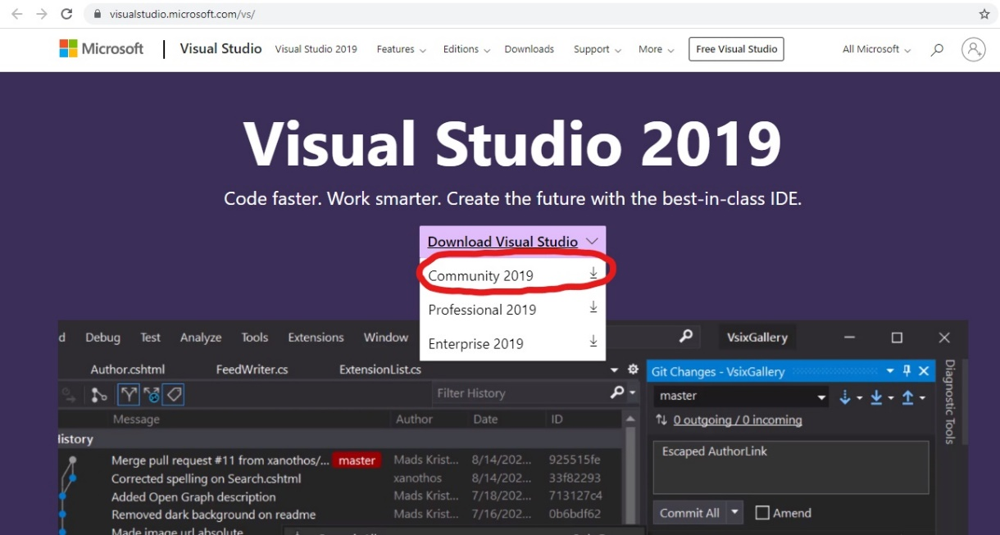 visualstudio.microsoft.com/vs/
Microsoft Visual Studio Visual Studio 2019 Features Editions Downloads Support More Free Visual Studio All Microsoft
Visual Studio 2019
Code faster. Work smarter. Create the future with the best-in-class IDE.
Download Visual Studio
Community 2019
Professional 2019
Enterprise 2019
d Debug Test Analyze Tools Extensions Window VsixGallery
Author.cshtml FeedWriter.cs ExtensionList.cs
Filter History
Message Author Date ID
History
Merge pull request #11 from xanothos/... master Mads Krist... 8/14/202... 925515fe
Corrected spelling on Search.cshtml xanothos 8/14/202... 33f82293
Added Open Graph description Mads Krist... 7/18/202... 713127c4
Removed dark background on readme Mads Krist... 7/16/202... 0b6bdf62
Made image url absolute
Git Changes - VsixGallery
master
0 outgoing / 0 incoming
Escaped AuthorLink
Commit All Amend
Diagnostic Tools